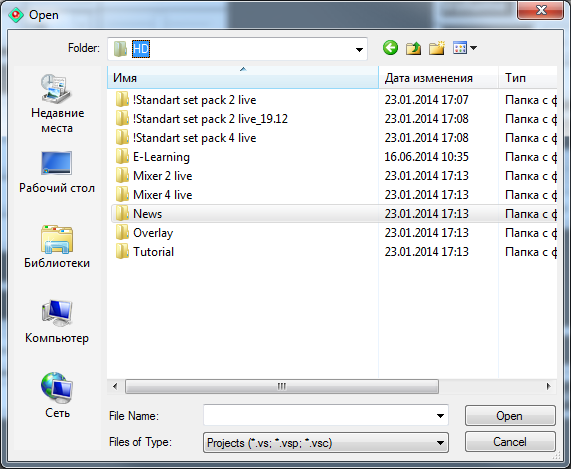 Open
Folder: HD
Имя Дата изменения Тип
!Standart set pack 2 live 23.01.2014 17:07 Папка с ф
!Standart set pack 2 live_19.12 23.01.2014 17:08 Папка с ф
!Standart set pack 4 live 23.01.2014 17:08 Папка с ф
E-Learning 16.06.2014 10:35 Папка с ф
Mixer 2 live 23.01.2014 17:13 Папка с ф
Mixer 4 live 23.01.2014 17:13 Папка с ф
News 23.01.2014 17:13 Папка с ф
Overlay 23.01.2014 17:13 Папка с ф
Tutorial 23.01.2014 17:13 Папка с ф
Недавние
места
Рабочий стол
Библиотеки
Компьютер
Сеть
File Name: Open
Files of Type: Projects (*.vs; *.vsp; *.vsc) Cancel